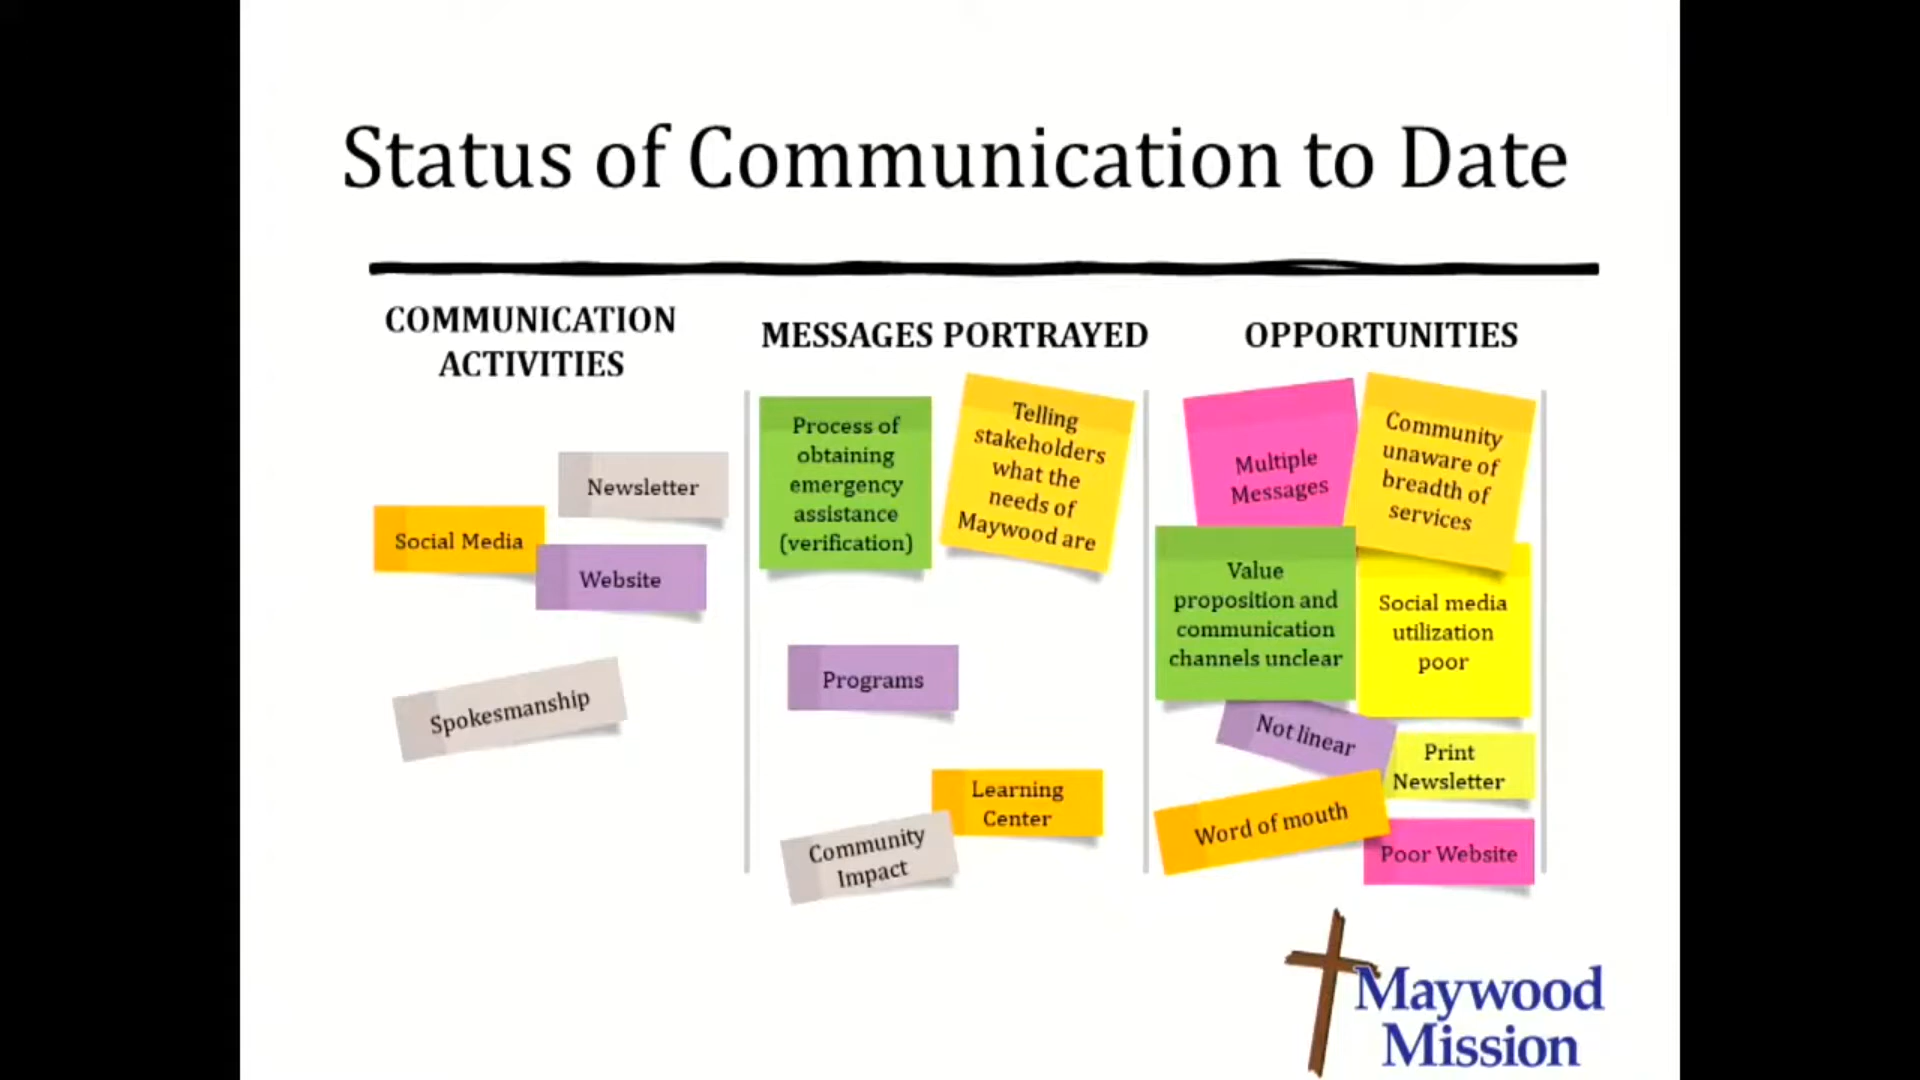 Status of Communication to Date
COMMUNICATION
ACTIVITIES
Newsletter
Social Media
Website
Spokesmanship
MESSAGES PORTRAYED
Process of
obtaining
emergency
assistance
(verification)
Telling
stakeholders
what the
needs of
Maywood are
Programs
Learning
Center
Community
Impact
OPPORTUNITIES
Multiple
Messages
Community
unaware of
breadth of
services
Value
proposition and
communication
channels unclear
Social media
utilization
poor
Not linear
Print
Newsletter
Word of mouth
Poor Website
Maywood
Mission